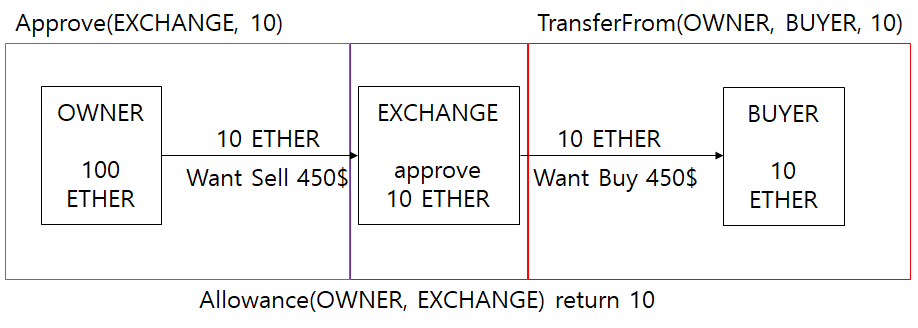 Approve(EXCHANGE, 10)
TransferFrom(OWNER, BUYER, 10)
OWNER
100
ETHER
10 ETHER
Want Sell 450$
EXCHANGE
approve
10 ETHER
10 ETHER
Want Buy 450$
BUYER
10
ETHER
Allowance(OWNER, EXCHANGE) return 10